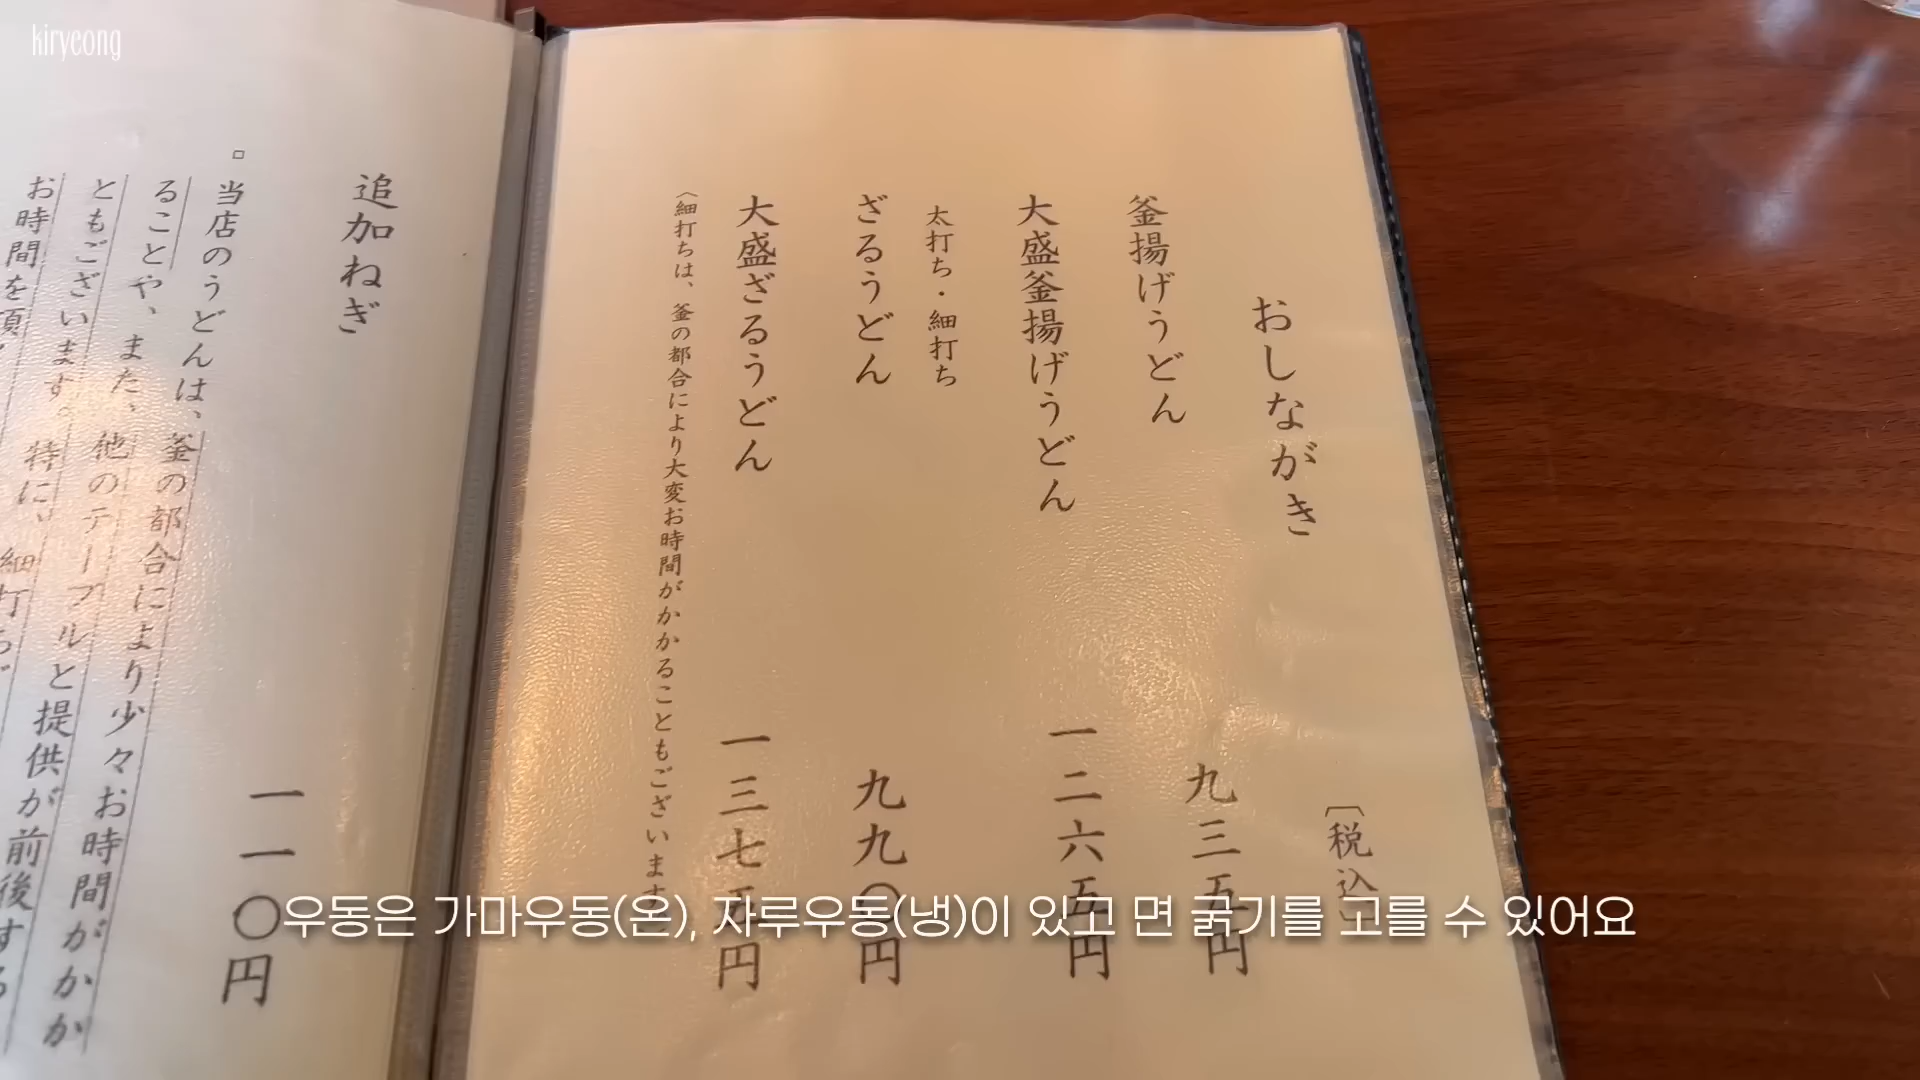 kiryeong
おしながき
〔税込〕
釜揚げうどん 九三五円
大盛釜揚げうどん 一二六五円
太打ち・細打ち
ざるうどん 九九〇円
大盛ざるうどん 一三七五円
〈細打ちは、釜の都合により大変お時間がかかることもございます
追加ねぎ 一一〇円
□当店のうどんは、釜の都合により少々お時間がかか
ることや、また、他のテーブルと提供が前後する
ともございます。特に、細打ち
お時間を頂
우동은 가마우동(온), 자루우동(냉)이 있고 면 굵기를 고를 수 있어요